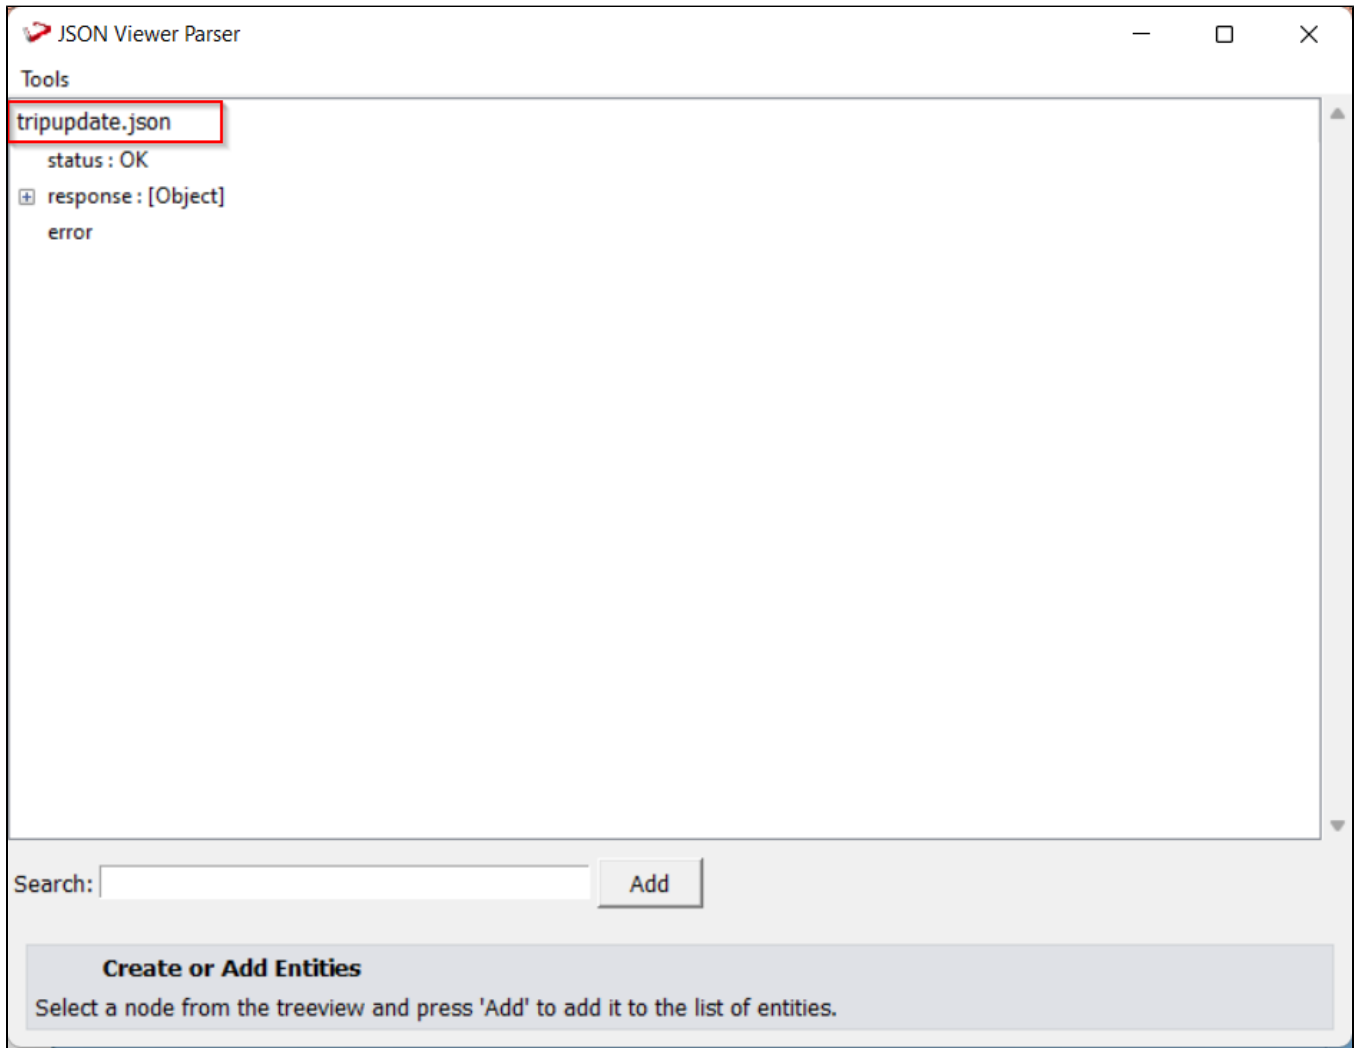 JSON Viewer Parser
Tools
tripupdate.json
status : OK
response : [Object]
error
Search:
Add
Create or Add Entities
Select a node from the treeview and press 'Add' to add it to the list of entities.